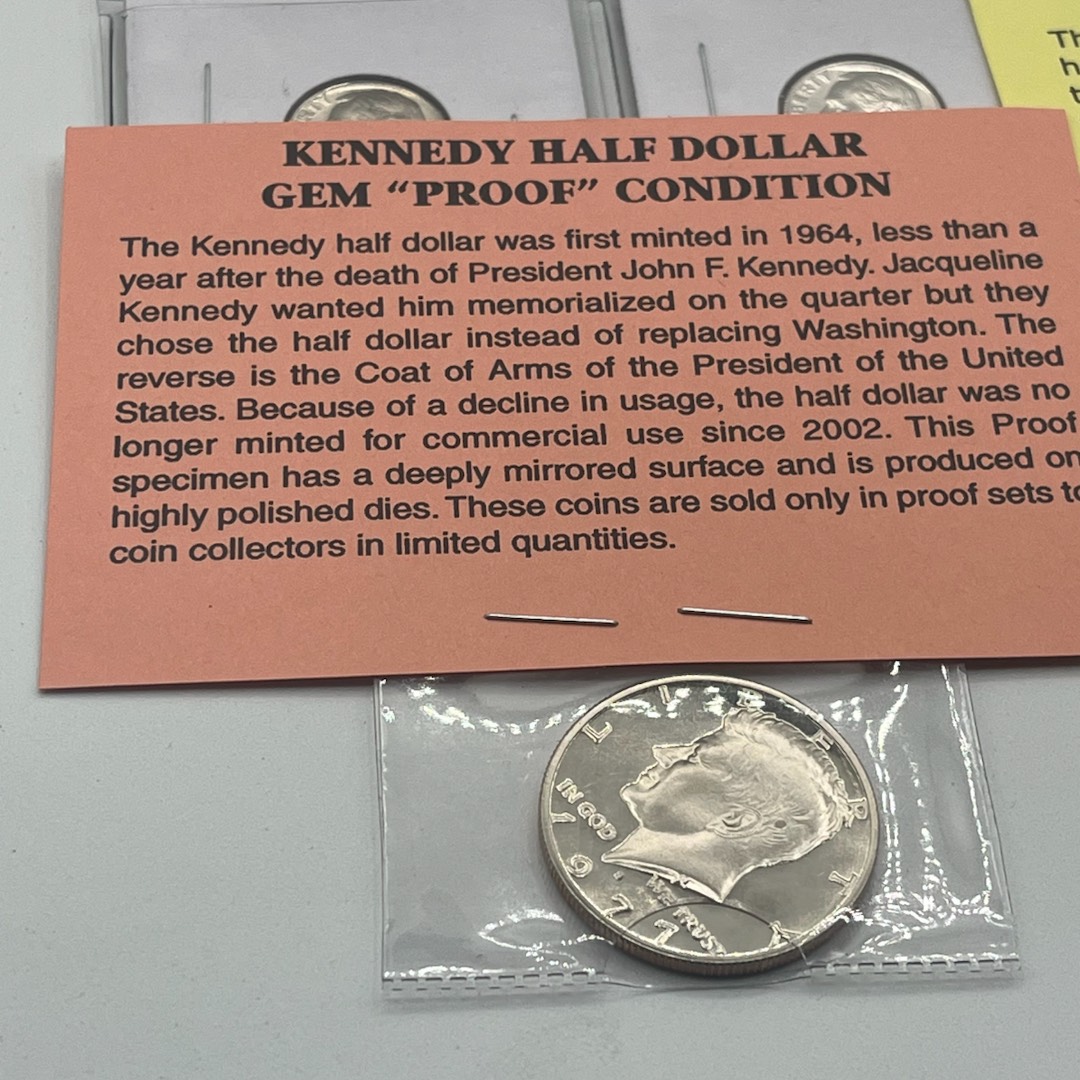 KENNEDY HALF DOLLAR
GEM “PROOF” CONDITION
The Kennedy half dollar was first minted in 1964, less than a
year after the death of President John F. Kennedy. Jacqueline
Kennedy wanted him memorialized on the quarter but they
chose the half dollar instead of replacing Washington. The
reverse is the Coat of Arms of the President of the United
States. Because of a decline in usage, the half dollar was no
longer minted for commercial use since 2002. This Proof
specimen has a deeply mirrored surface and is produced on
highly polished dies. These coins are sold only in proof sets to
coin collectors in limited quantities.
LIBERTY
IN GOD
WE TRUST
1977